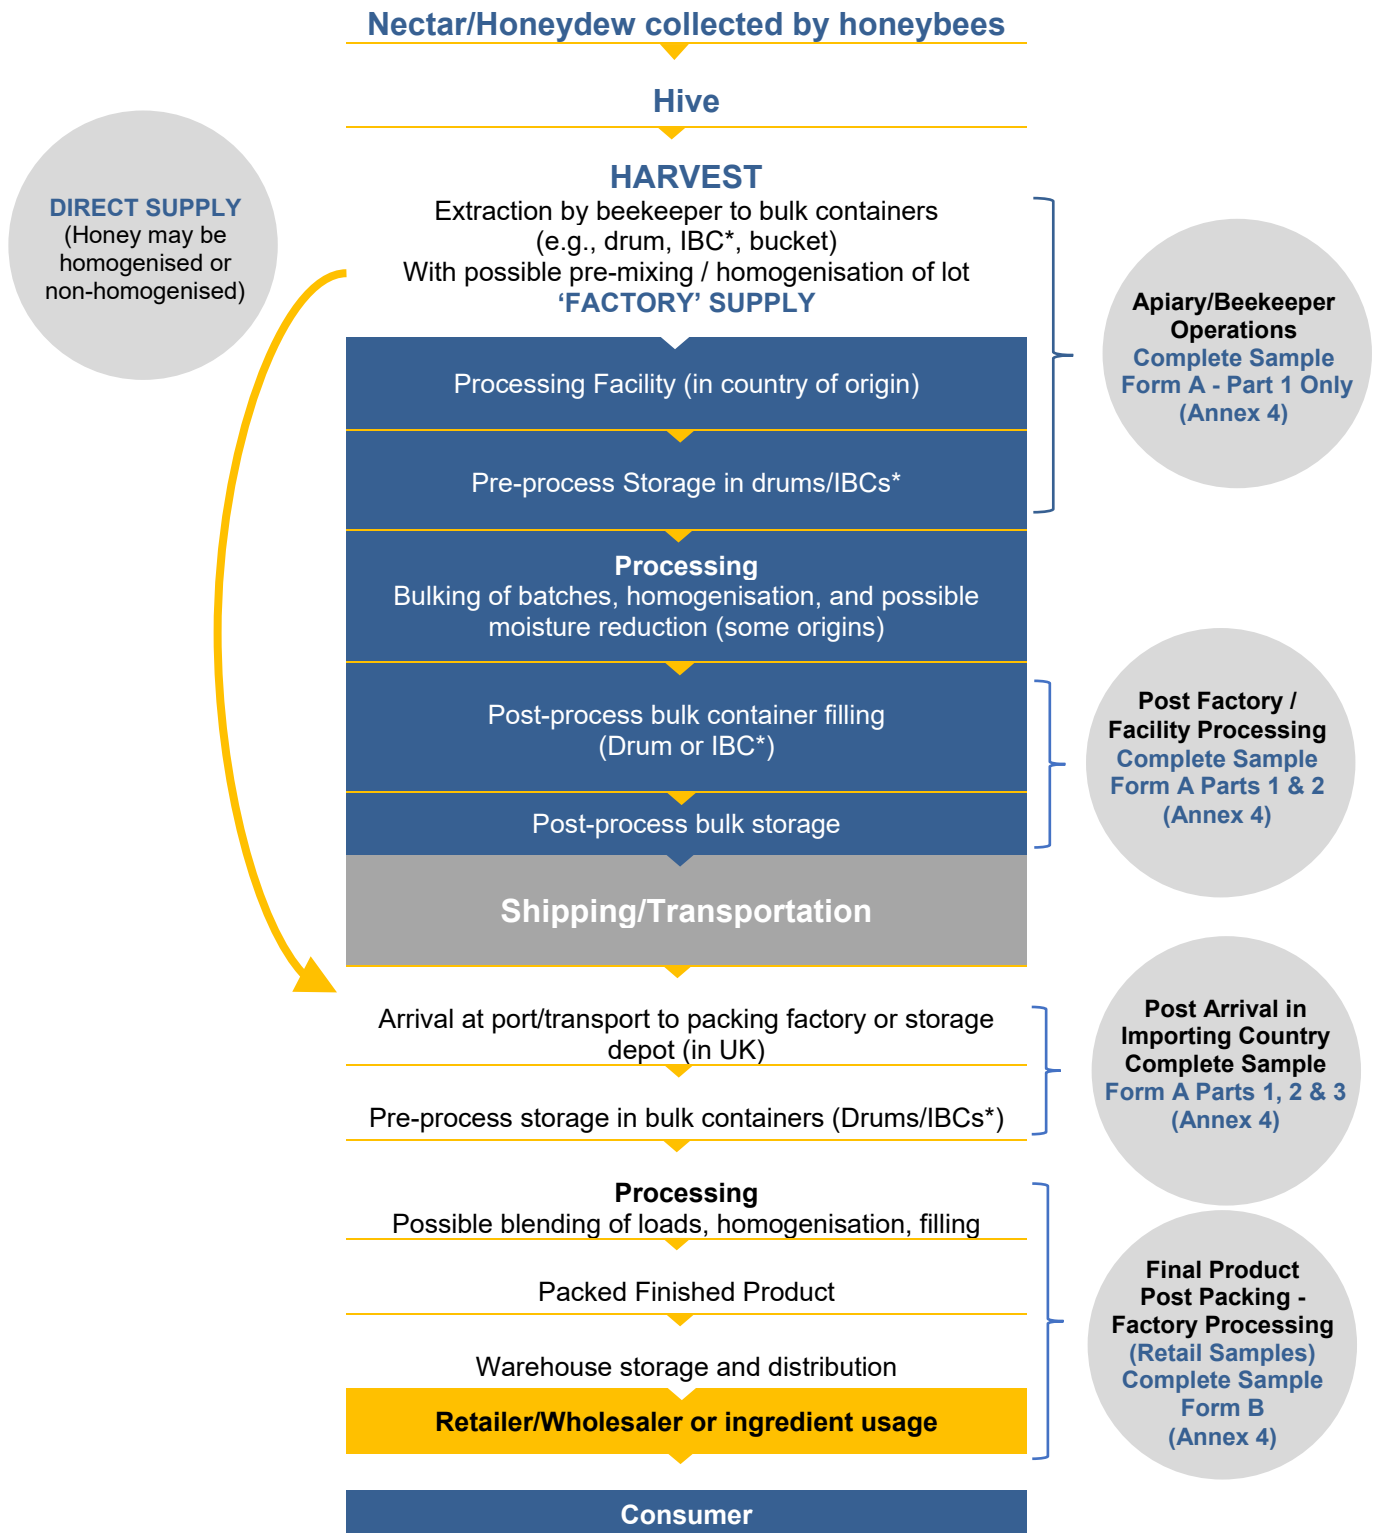 Nectar/Honeydew collected by honeybees
Hive
DIRECT SUPPLY
(Honey may be
homogenised or
non-homogenised)
HARVEST
Extraction by beekeeper to bulk containers
(e.g., drum, IBC*, bucket)
With possible pre-mixing / homogenisation of lot
‘FACTORY’ SUPPLY
Processing Facility (in country of origin)
Pre-process Storage in drums/IBCs*
Apiary/Beekeeper
Operations
Complete Sample
Form A - Part 1 Only
(Annex 4)
Processing
Bulking of batches, homogenisation, and possible
moisture reduction (some origins)
Post-process bulk container filling
(Drum or IBC*)
Post-process bulk storage
Post Factory /
Facility Processing
Complete Sample
Form A Parts 1 & 2
(Annex 4)
Shipping/Transportation
Arrival at port/transport to packing factory or storage
depot (in UK)
Pre-process storage in bulk containers (Drums/IBCs*)
Post Arrival in
Importing Country
Complete Sample
Form A Parts 1, 2 & 3
(Annex 4)
Processing
Possible blending of loads, homogenisation, filling
Packed Finished Product
Warehouse storage and distribution
Retailer/Wholesaler or ingredient usage
Final Product
Post Packing -
Factory Processing
(Retail Samples)
Complete Sample
Form B
(Annex 4)
Consumer